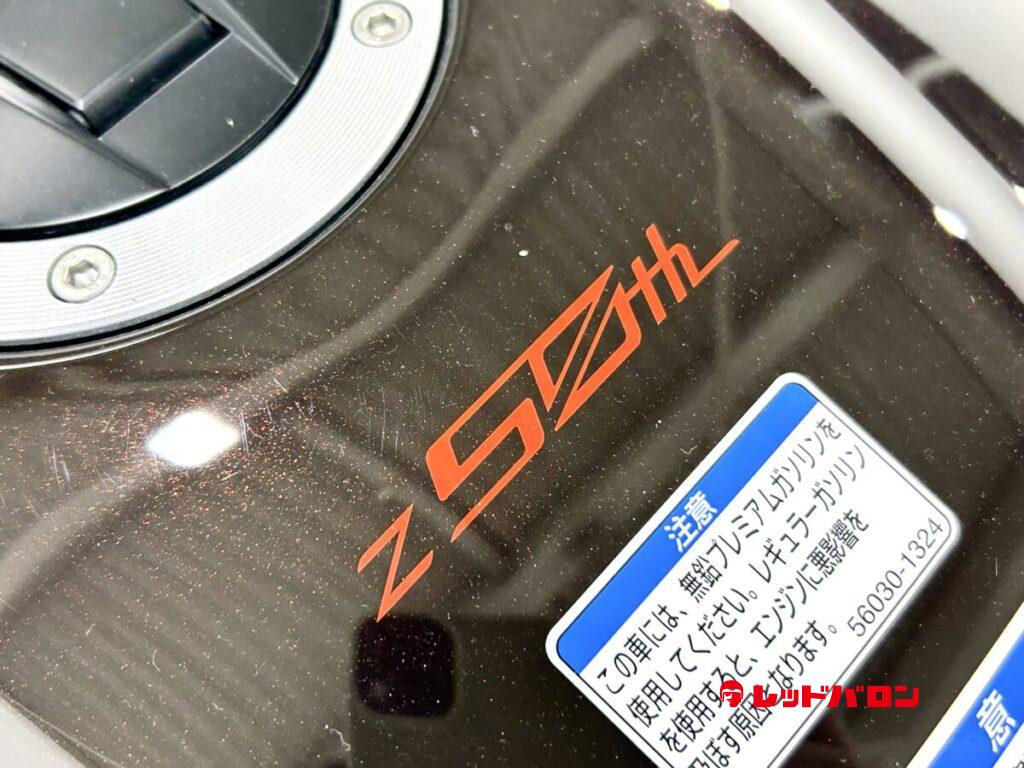 Z 50th
注意
この車には、無鉛プレミアムガソリンを
使用してください。レギュラーガソリン
を使用すると、エンジンに悪影響を
及ぼす原因となります。
56030-1324
レッドバロン
注意